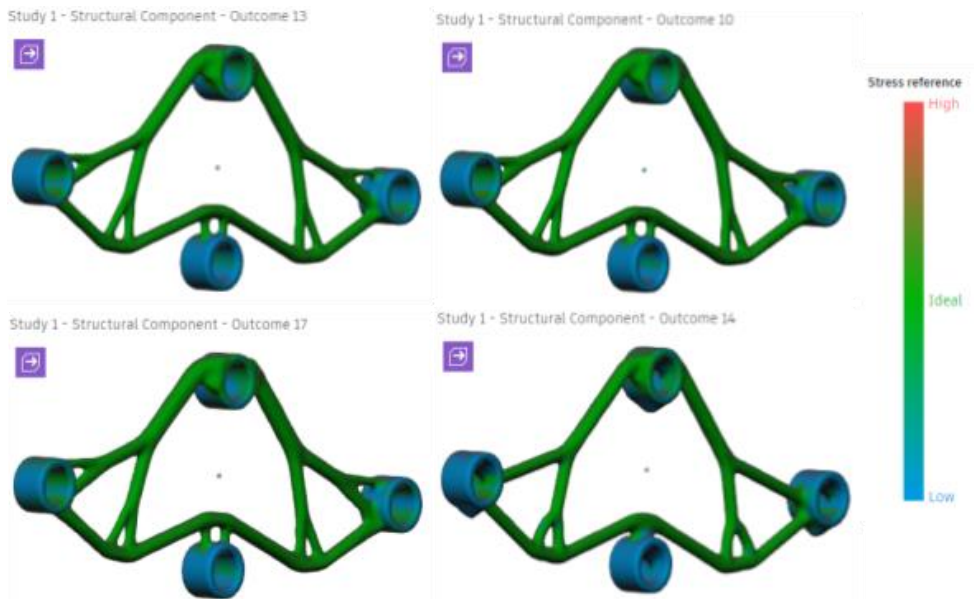 Study 1 - Structural Component - Outcome 13
Study 1 - Structural Component - Outcome 10
Stress reference
High
Ideal
Low
Study 1 - Structural Component - Outcome 17
Study 1 - Structural Component - Outcome 14